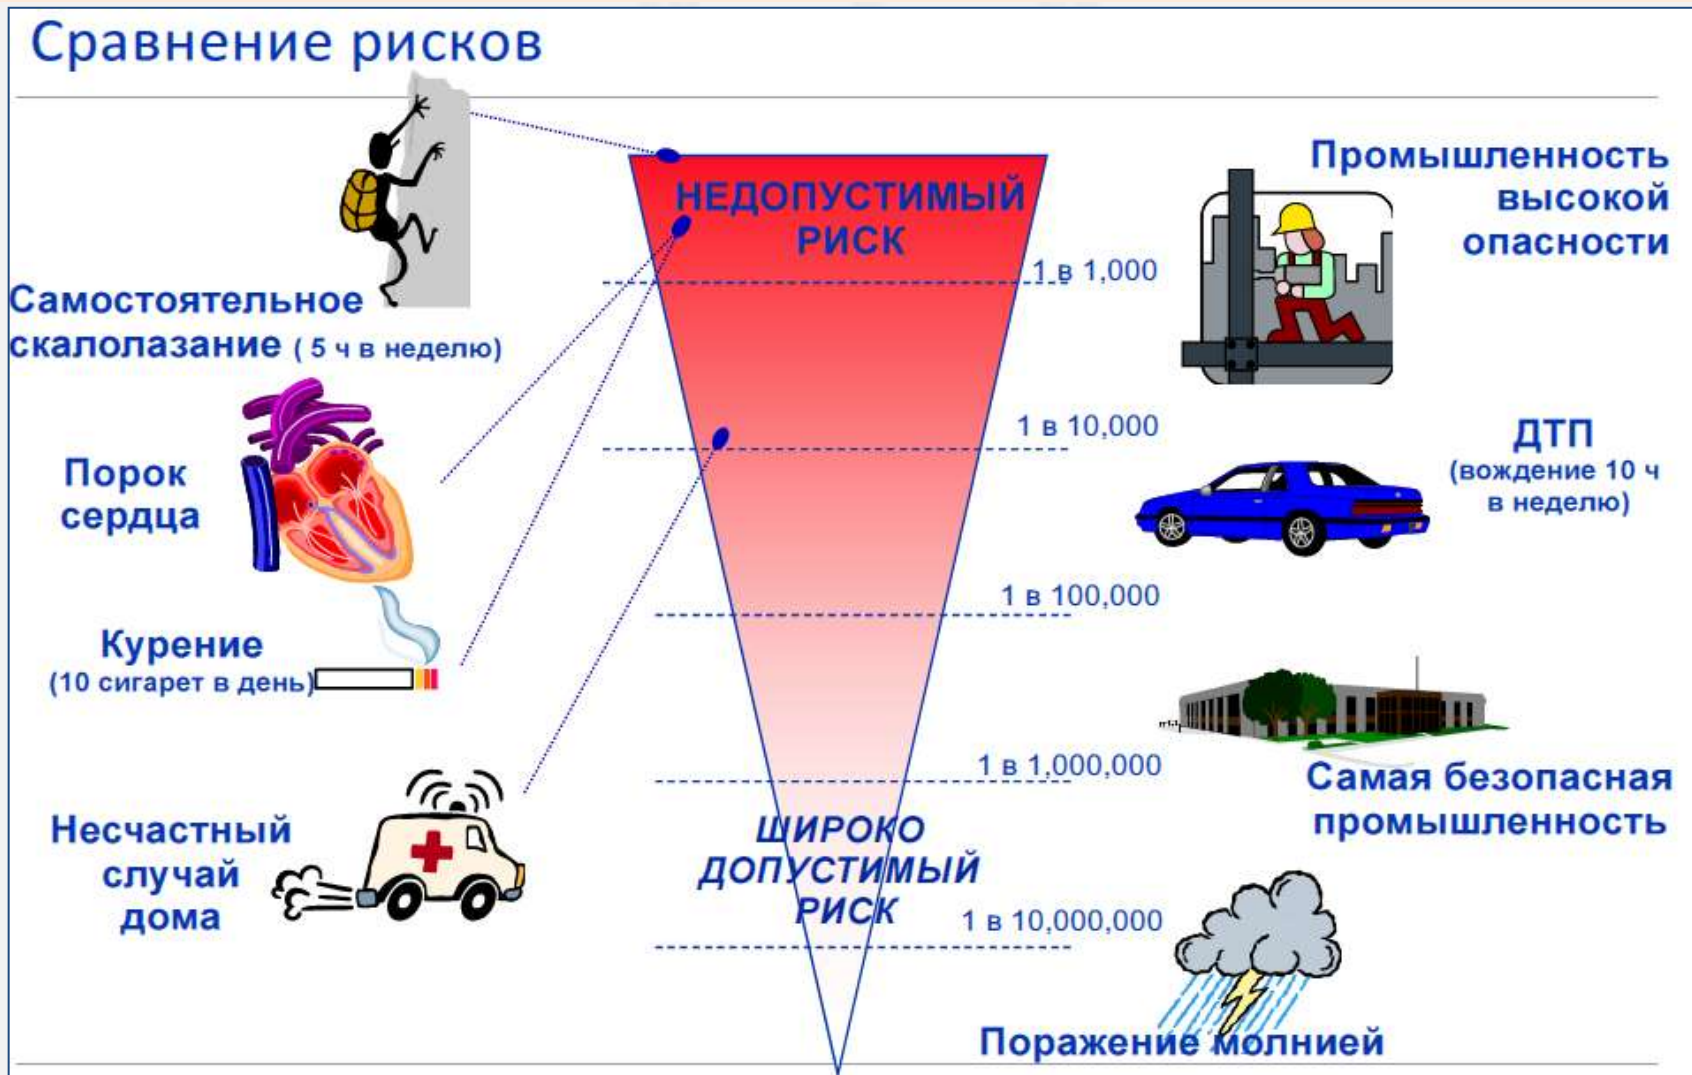 Сравнение рисков
Самостоятельное
скалолазание ( 5 ч в неделю)
Порок
сердца
Курение
(10 сигарет в день)
Несчастный
случай
дома
НЕДОПУСТИМЫЙ
РИСК
1 в 1,000
1 в 10,000
1 в 100,000
1 в 1,000,000
ШИРОКО
ДОПУСТИМЫЙ
РИСК
1 в 10,000,000
Промышленность
высокой
опасности
ДТП
(вождение 10 ч
в неделю)
Самая безопасная
промышленность
Поражение молнией